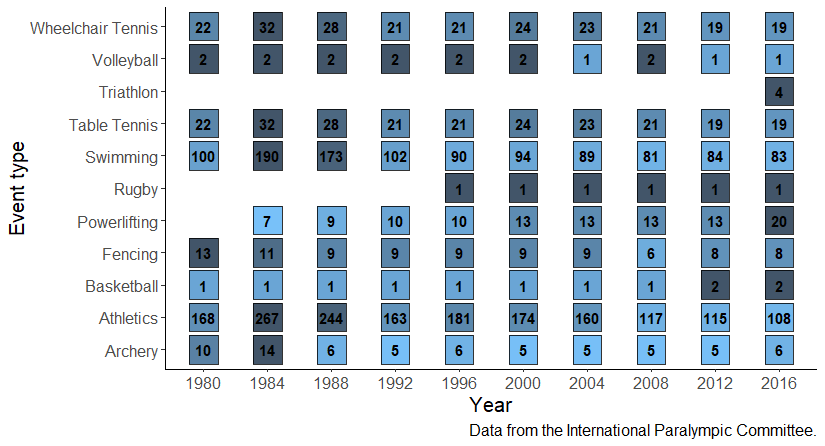 Event type
Wheelchair Tennis 22 32 28 21 21 24 23 21 19 19
Volleyball 2 2 2 2 2 2 1 2 1 1
Triathlon 4
Table Tennis 22 32 28 21 21 24 23 21 19 19
Swimming 100 190 173 102 90 94 89 81 84 83
Rugby 1 1 1 1 1 1
Powerlifting 7 9 10 10 13 13 13 13 20
Fencing 13 11 9 9 9 9 9 6 8 8
Basketball 1 1 1 1 1 1 1 1 2 2
Athletics 168 267 244 163 181 174 160 117 115 108
Archery 10 14 6 5 6 5 5 5 5 6
1980 1984 1988 1992 1996 2000 2004 2008 2012 2016
Year
Data from the International Paralympic Committee.